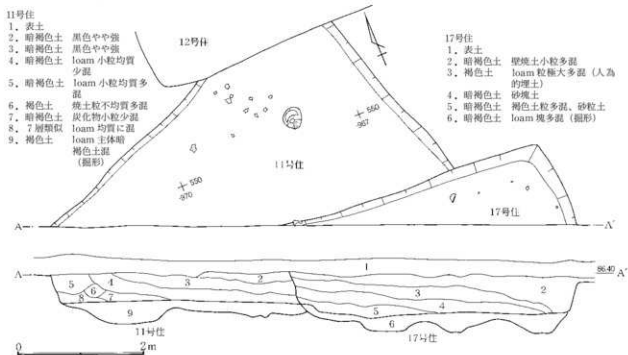 11号住
1. 表土
2. 暗褐色土 黒色やや強
3. 暗褐色土 黒色やや強
4. 暗褐色土 loam 小粒均質
少混
5. 暗褐色土 loam 小粒均質多
混
6. 褐色土 焼土粒不均質多混
7. 暗褐色土 炭化物小粒少混
8. 7層類似 loam 均質に混
9. 褐色土 loam 主体暗
褐色土混
(掘形)
12号住
17号住
1. 表土
2. 暗褐色土 壁焼土小粒多混
3. 褐色土 loam 粒極大多混(人為
的埋土)
4. 暗褐色土 砂塊土
5. 暗褐色土 褐色土粒多混、砂粒土
6. 暗褐色土 loam 塊多混(掘形)
550
-967
11号住
550
-970
17号住
A A′
A 86.40 A′
1
5 4 3 2 3 2
8 6 7 5 4
9 6
11号住 17号住
0 2m